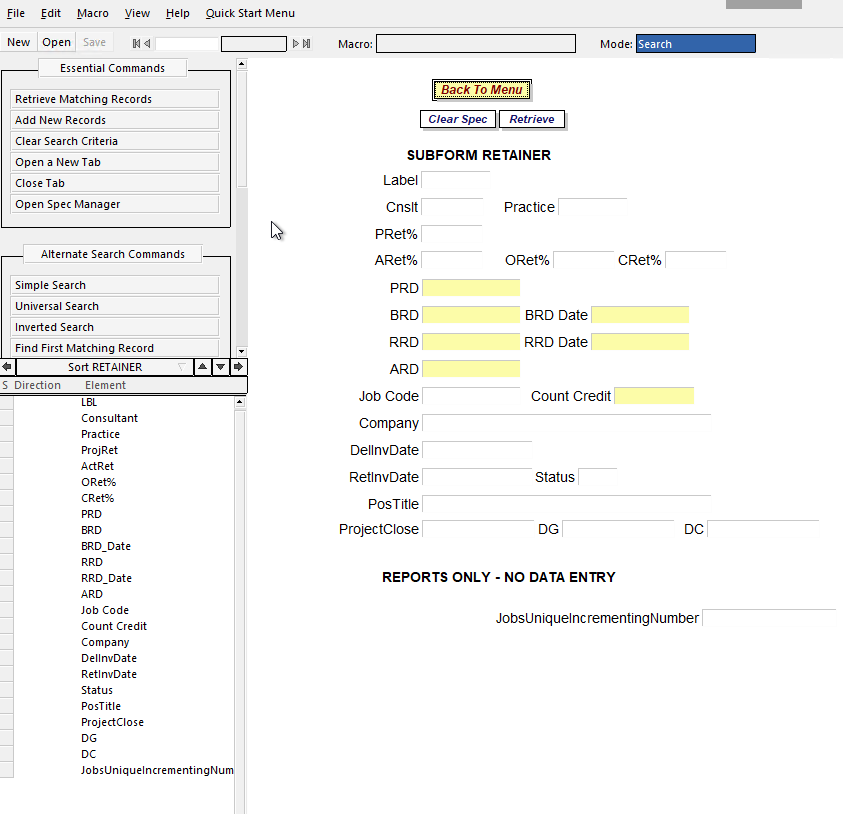 File Edit Macro View Help Quick Start Menu
New Open Save Macro: Mode: Search
Essential Commands
Retrieve Matching Records
Add New Records
Clear Search Criteria
Open a New Tab
Close Tab
Open Spec Manager
Alternate Search Commands
Simple Search
Universal Search
Inverted Search
Find First Matching Record
Sort RETAINER
S Direction Element
LBL
Consultant
Practice
ProjRet
ActRet
ORet%
CRet%
PRD
BRD
BRD_Date
RRD
RRD_Date
ARD
Job Code
Count Credit
Company
DelInvDate
RetInvDate
Status
PosTitle
ProjectClose
DG
DC
JobsUniqueIncrementingNum
Back To Menu
Clear Spec Retrieve
SUBFORM RETAINER
Label
Cnslt Practice
PRet%
ARet% ORet% CRet%
PRD
BRD BRD Date
RRD RRD Date
ARD
Job Code Count Credit
Company
DelInvDate
RetInvDate Status
PosTitle
ProjectClose DG DC
REPORTS ONLY - NO DATA ENTRY
JobsUniqueIncrementingNumber